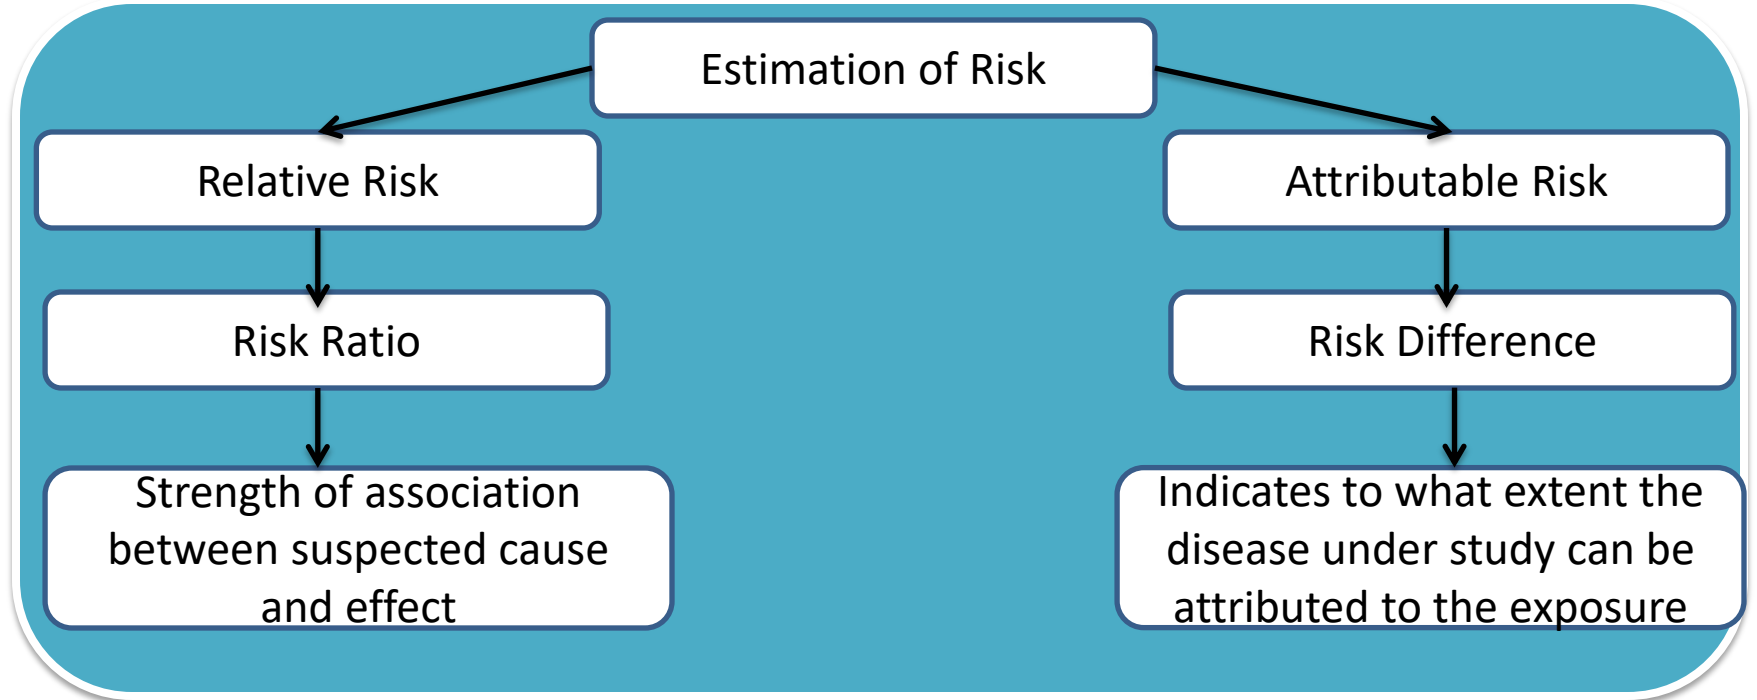 Estimation of Risk
Relative Risk
Attributable Risk
Risk Ratio
Risk Difference
Strength of association
between suspected cause
and effect
Indicates to what extent the
disease under study can be
attributed to the exposure